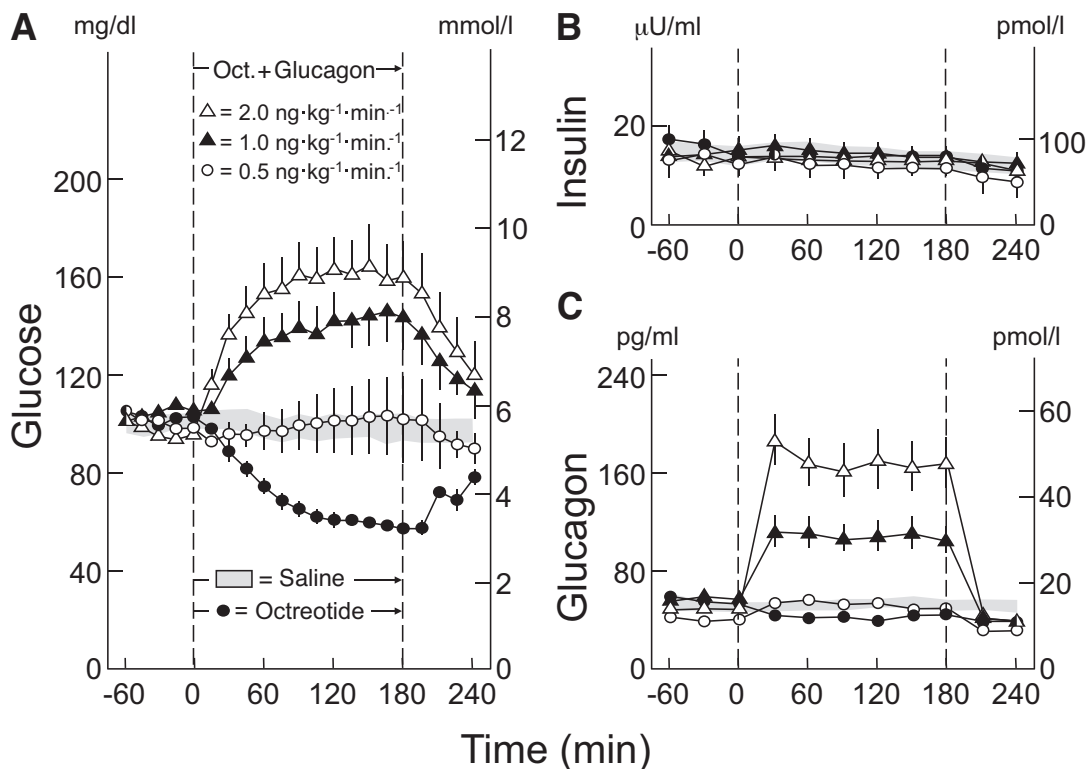 A mg/dl mmol/l
Oct.+Glucagon
△ = 2.0 ng·kg⁻¹·min.⁻¹
▲ = 1.0 ng·kg⁻¹·min.⁻¹
○ = 0.5 ng·kg⁻¹·min.⁻¹
Glucose
200
160
120
80
40
0
12
10
8
6
4
2
0
= Saline
● = Octreotide
-60 0 60 120 180 240
B μU/ml pmol/l
Insulin
20
0
100
0
-60 0 60 120 180 240
C
pg/ml pmol/l
Glucagon
240
160
80
0
60
40
20
0
-60 0 60 120 180 240
Time (min)